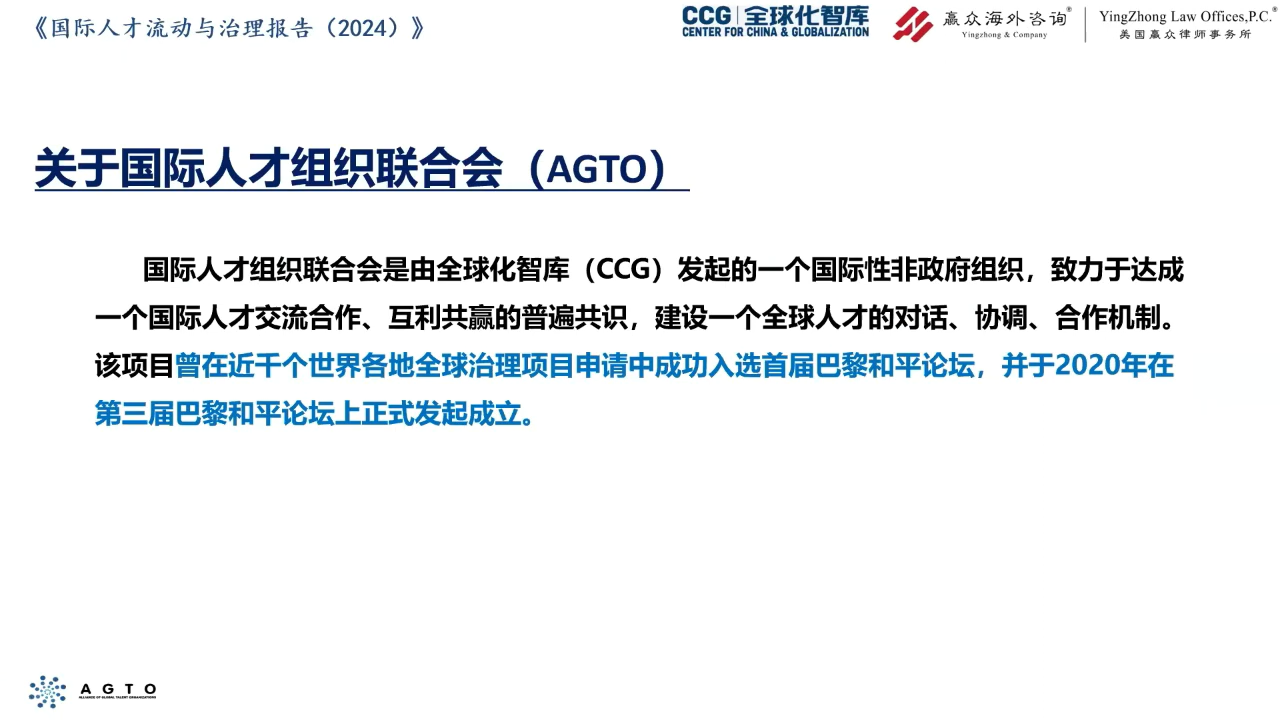 《国际人才流动与治理报告（2024）》
CCG 全球化智库
CENTER FOR CHINA & GLOBALIZATION
赢众海外咨询®
Yingzhong & Company
YingZhong Law Offices,P.C.®
美国赢众律师事务所
关于国际人才组织联合会（AGTO）
国际人才组织联合会是由全球化智库（CCG）发起的一个国际性非政府组织，致力于达成
一个国际人才交流合作、互利共赢的普遍共识，建设一个全球人才的对话、协调、合作机制。
该项目曾在近千个世界各地全球治理项目申请中成功入选首届巴黎和平论坛，并于2020年在
第三届巴黎和平论坛上正式发起成立。
AGTO
ALLIANCE OF GLOBAL TALENT ORGANIZATIONS